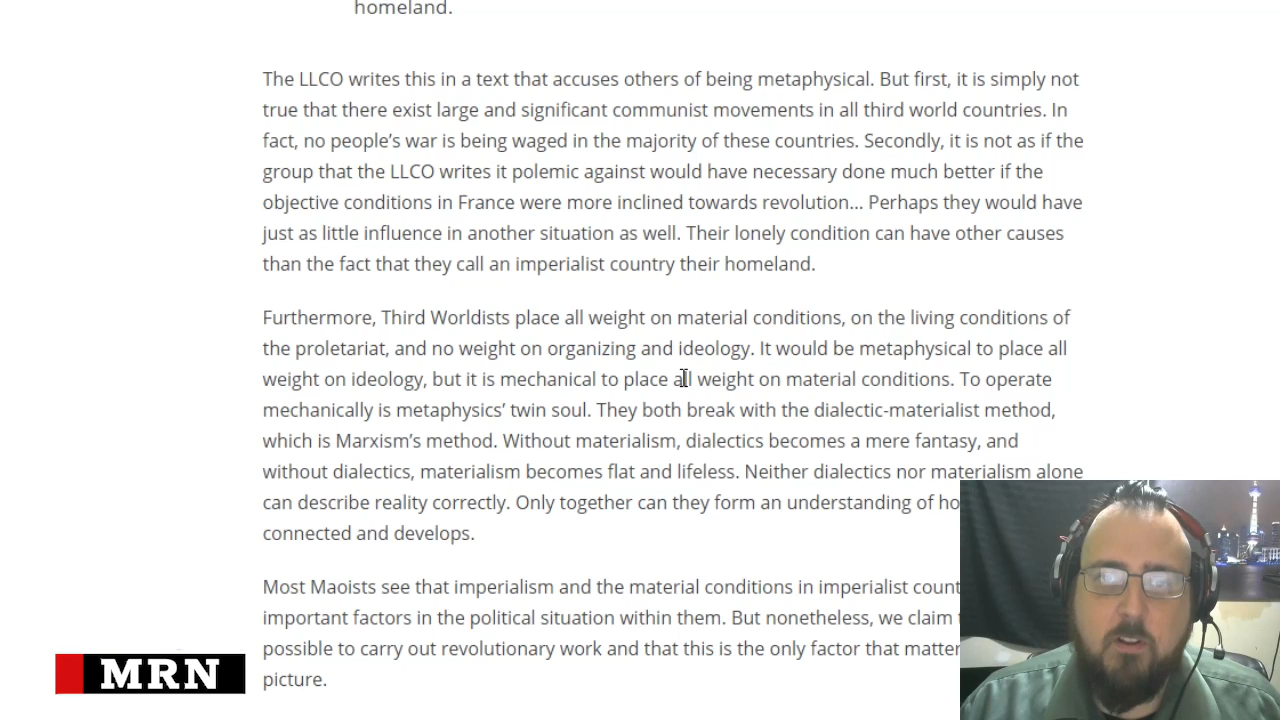 homeland.
The LLCO writes this in a text that accuses others of being metaphysical. But first, it is simply not
true that there exist large and significant communist movements in all third world countries. In
fact, no people’s war is being waged in the majority of these countries. Secondly, it is not as if the
group that the LLCO writes it polemic against would have necessary done much better if the
objective conditions in France were more inclined towards revolution… Perhaps they would have
just as little influence in another situation as well. Their lonely condition can have other causes
than the fact that they call an imperialist country their homeland.
Furthermore, Third Worldists place all weight on material conditions, on the living conditions of
the proletariat, and no weight on organizing and ideology. It would be metaphysical to place all
weight on ideology, but it is mechanical to place all weight on material conditions. To operate
mechanically is metaphysics’ twin soul. They both break with the dialectic-materialist method,
which is Marxism’s method. Without materialism, dialectics becomes a mere fantasy, and
without dialectics, materialism becomes flat and lifeless. Neither dialectics nor materialism alone
can describe reality correctly. Only together can they form an understanding of
connected and develops.
Most Maoists see that imperialism and the material conditions in imperialist
important factors in the political situation within them. But nonetheless, we claim
possible to carry out revolutionary work and that this is the only factor that
picture.
MRN